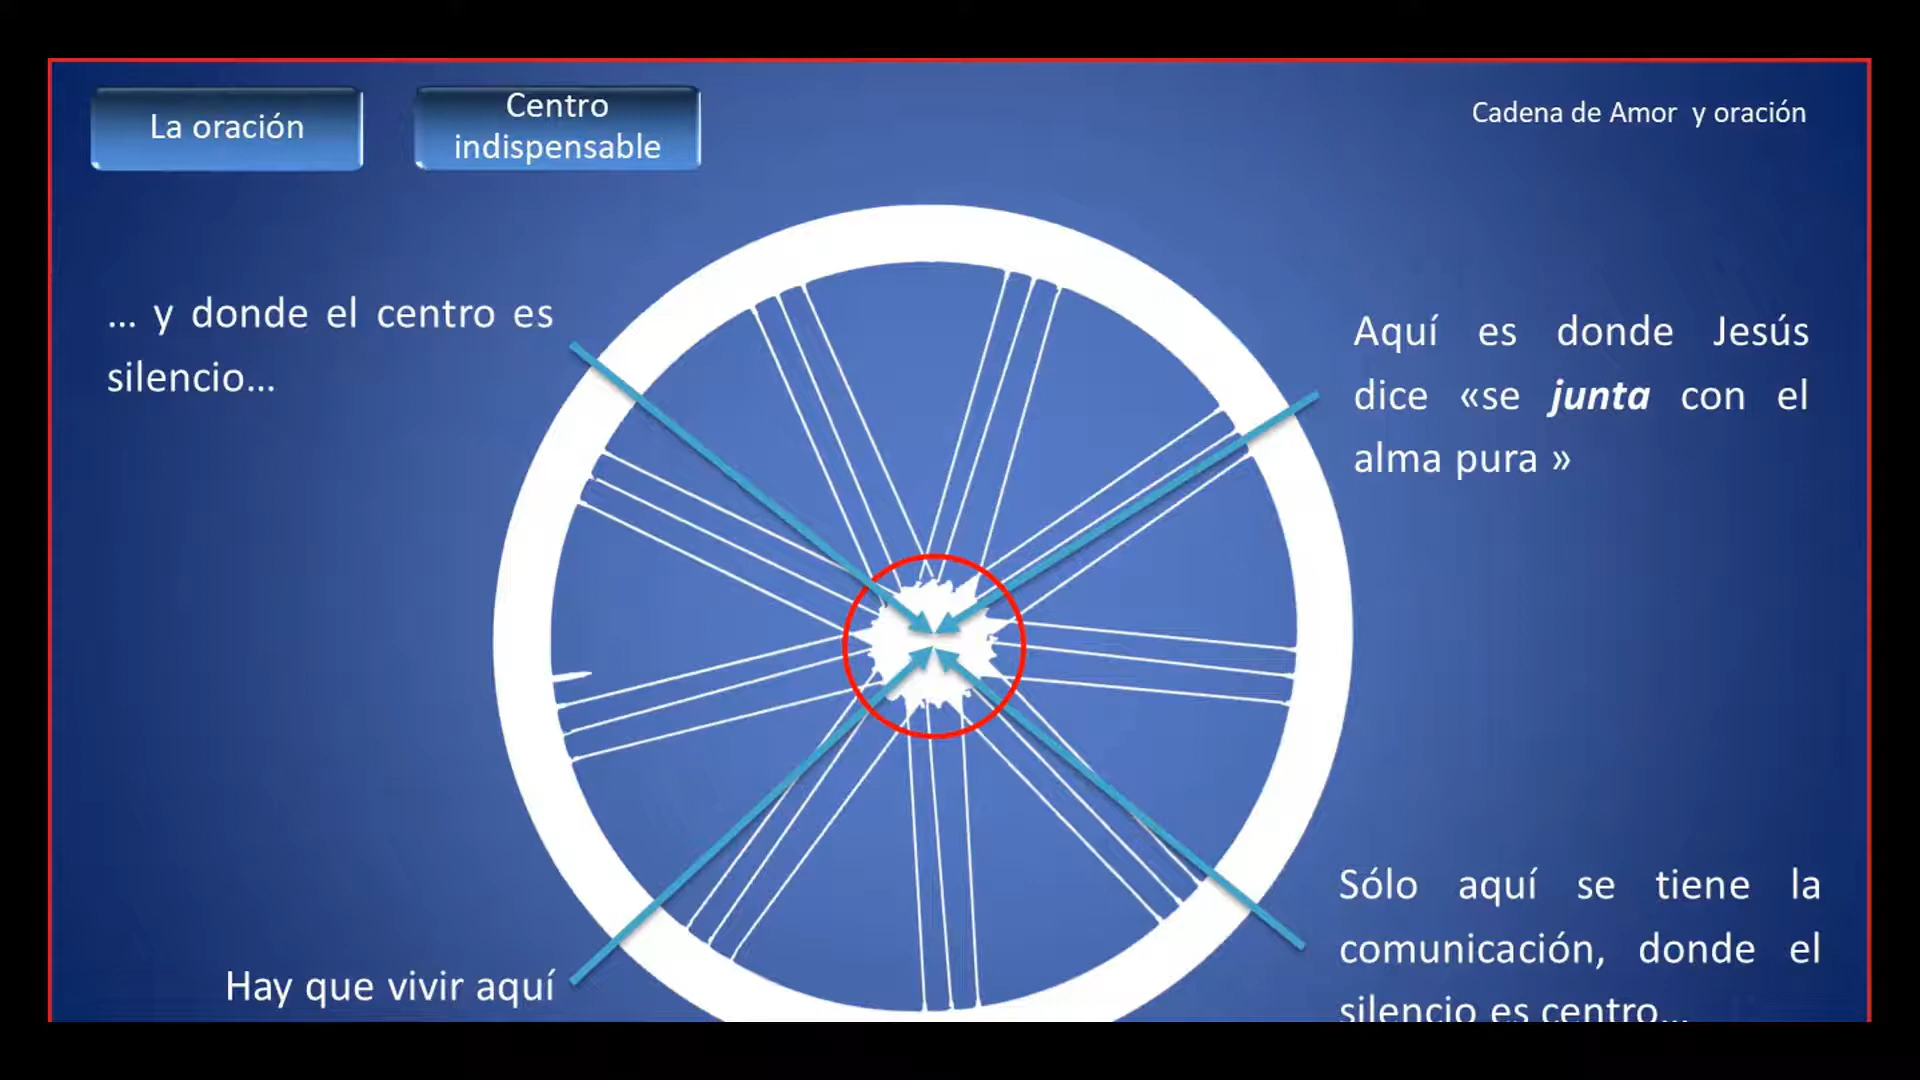 La oración
Centro
indispensable
Cadena de Amor y oración
... y donde el centro es
silencio...
Aquí es donde Jesús
dice «se junta con el
alma pura »
Hay que vivir aquí
Sólo aquí se tiene la
comunicación, donde el
silencio es centro...